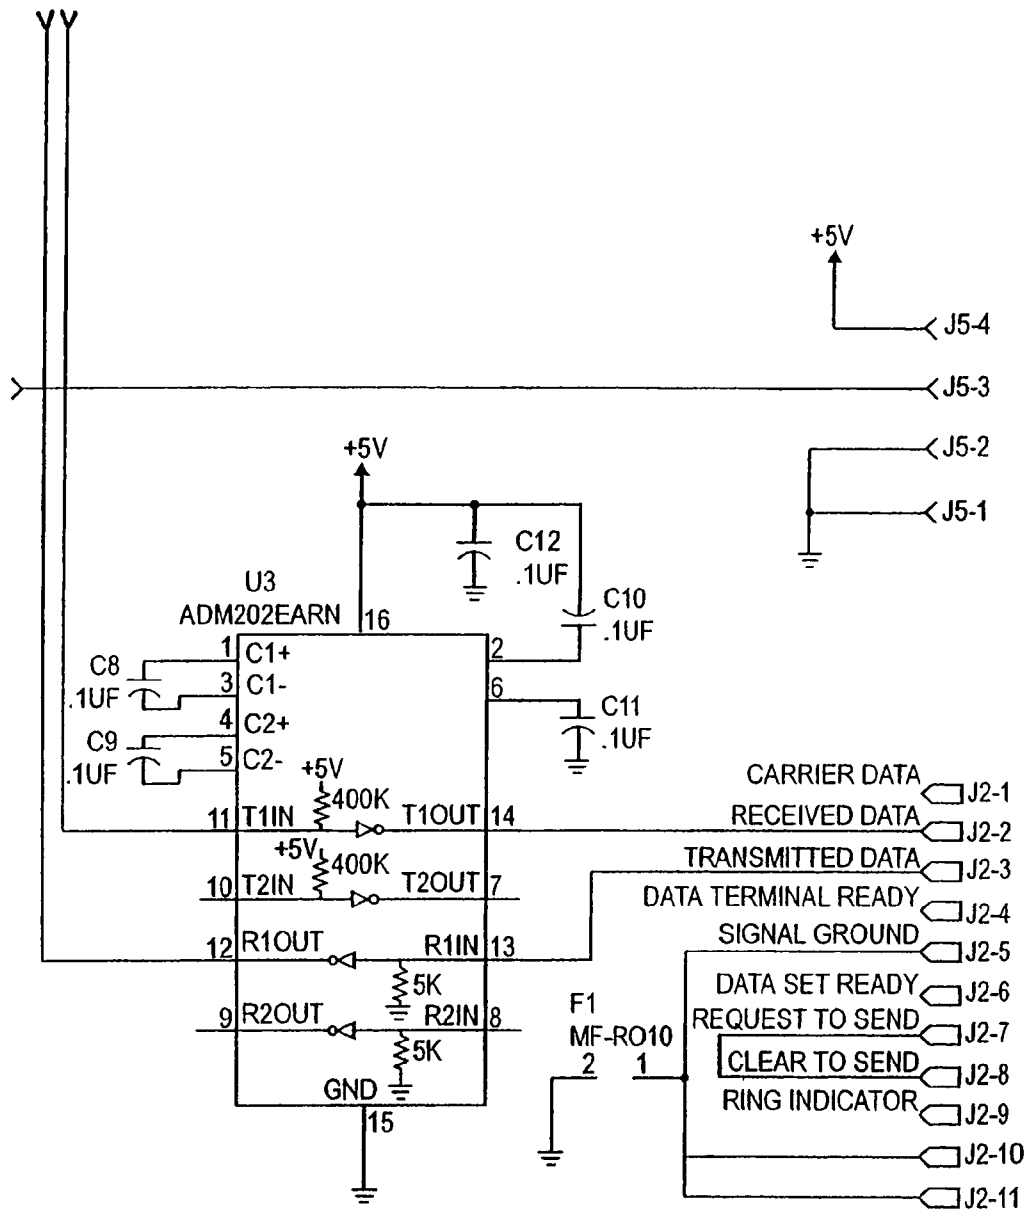 +5V
J5-4
J5-3
+5V
J5-2
J5-1
C12
.1UF
U3
ADM202EARN
16
C10
.1UF
1
C1+
2
C8
.1UF
3
C1-
6
4
C2+
C11
.1UF
C9
.1UF
5
C2-
+5V
400K
CARRIER DATA
J2-1
11
T1IN
T1OUT
14
RECEIVED DATA
J2-2
+5V
400K
TRANSMITTED DATA
J2-3
10
T2IN
T2OUT
7
DATA TERMINAL READY
J2-4
12
R1OUT
R1IN
13
SIGNAL GROUND
J2-5
5K
DATA SET READY
J2-6
9
R2OUT
R2IN
8
F1
MF-RO10
2
1
REQUEST TO SEND
J2-7
5K
CLEAR TO SEND
J2-8
GND
15
RING INDICATOR
J2-9
J2-10
J2-11